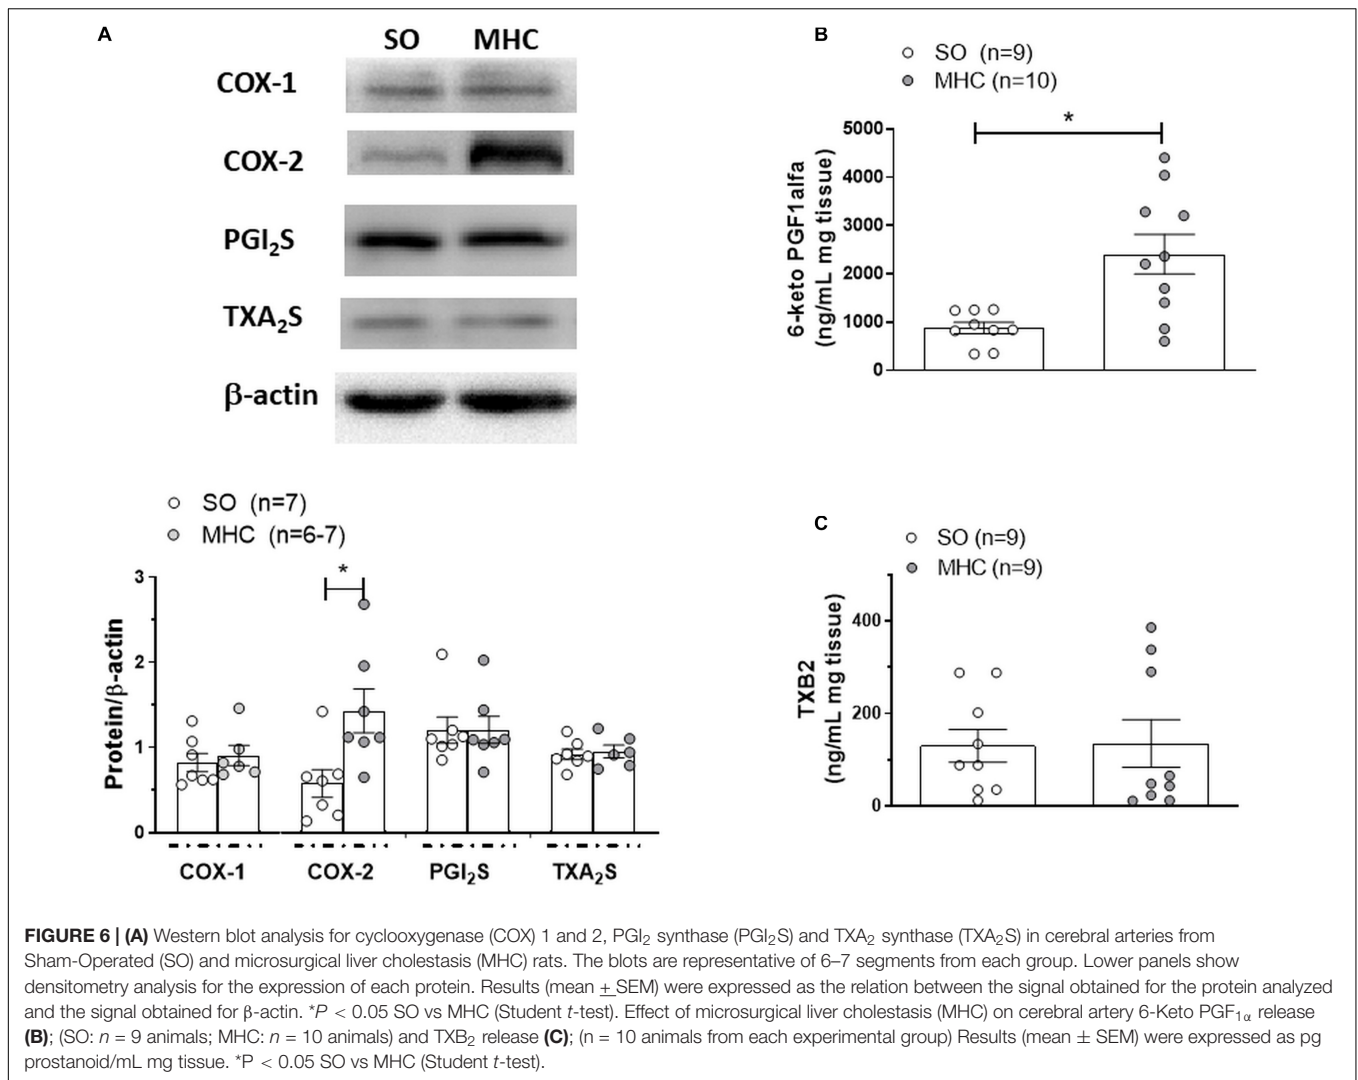 A
SO MHC
COX-1
COX-2
PGI₂S
TXA₂S
β-actin
SO (n=7)
MHC (n=6-7)
*
3
2
1
0
Protein/β-actin
COX-1 COX-2 PGI₂S TXA₂S
B
SO (n=9)
MHC (n=10)
*
5000
4000
3000
2000
1000
0
6-keto PGF1alfa
(ng/mL mg tissue)
C
SO (n=9)
MHC (n=9)
400
200
0
TXB2
(ng/mL mg tissue)
FIGURE 6 | (A) Western blot analysis for cyclooxygenase (COX) 1 and 2, PGI₂ synthase (PGI₂S) and TXA₂ synthase (TXA₂S) in cerebral arteries from
Sham-Operated (SO) and microsurgical liver cholestasis (MHC) rats. The blots are representative of 6–7 segments from each group. Lower panels show
densitometry analysis for the expression of each protein. Results (mean ± SEM) were expressed as the relation between the signal obtained for the protein analyzed
and the signal obtained for β-actin. *P < 0.05 SO vs MHC (Student t-test). Effect of microsurgical liver cholestasis (MHC) on cerebral artery 6-Keto PGF₁α release
(B); (SO: n = 9 animals; MHC: n = 10 animals) and TXB₂ release (C); (n = 10 animals from each experimental group) Results (mean ± SEM) were expressed as pg
prostanoid/mL mg tissue. *P < 0.05 SO vs MHC (Student t-test).